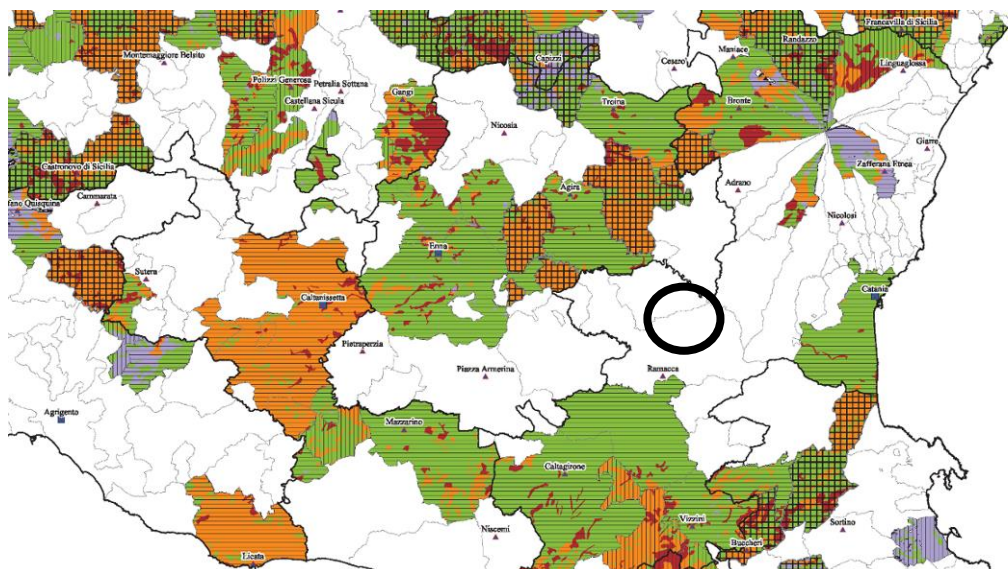 Francavilla di Sicilia
Randazzo
Maniace
Montemaggiore Belsito
Capizzi
Cesarò
Linguaglossa
Polizzi Generosa
Petralia Sottana
Gangi
Castellana Sicula
Troina
Bronte
Nicosia
Giarre
Castronovo di Sicilia
Zafferana Etnea
Cammarata
Adrano
Agira
Nicolosi
Enna
Sutera
Catania
Caltanissetta
Pietraperzia
Piazza Armerina
Ramacca
Agrigento
Mazzarino
Caltagirone
Vizzini
Sortino
Niscemi
Buccheri
Licata